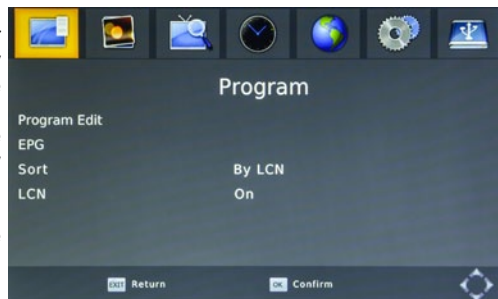 Program
Program Edit
EPG
Sort By LCN
LCN On
EXIT Return OK Confirm